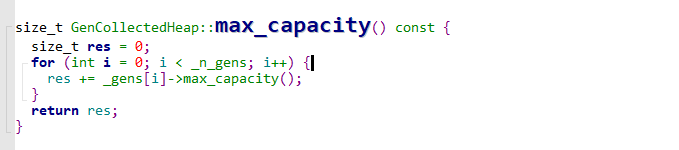 size_t GenCollectedHeap::max_capacity() const {
  size_t res = 0;
  for (int i = 0; i < _n_gens; i++) {
    res += _gens[i]->max_capacity();
  }
  return res;
}